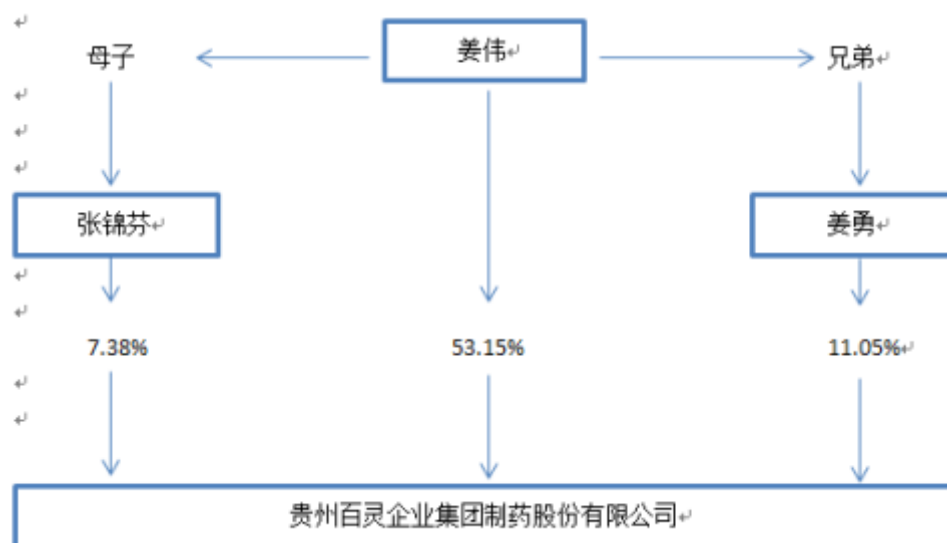 母子
姜伟
兄弟
张锦芬
姜勇
7.38%
53.15%
11.05%
贵州百灵企业集团制药股份有限公司